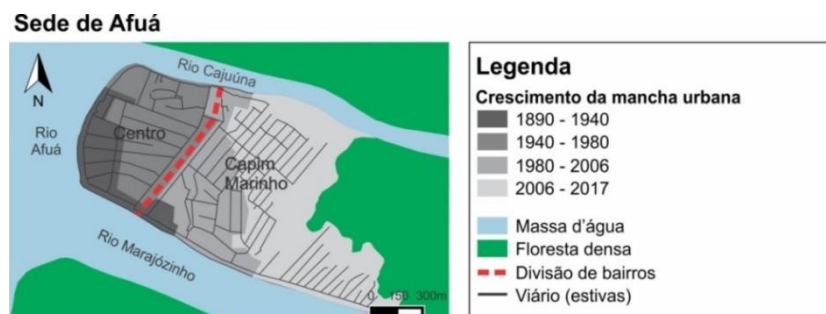 Sede de Afuá
Rio Cajuúna
N
Rio
Afuá
Centro
Capim
Marinho
Rio Marajózinho
0 150 300m
Legenda
Crescimento da mancha urbana
1890 - 1940
1940 - 1980
1980 - 2006
2006 - 2017
Massa d'água
Floresta densa
Divisão de bairros
Viário (estivas)